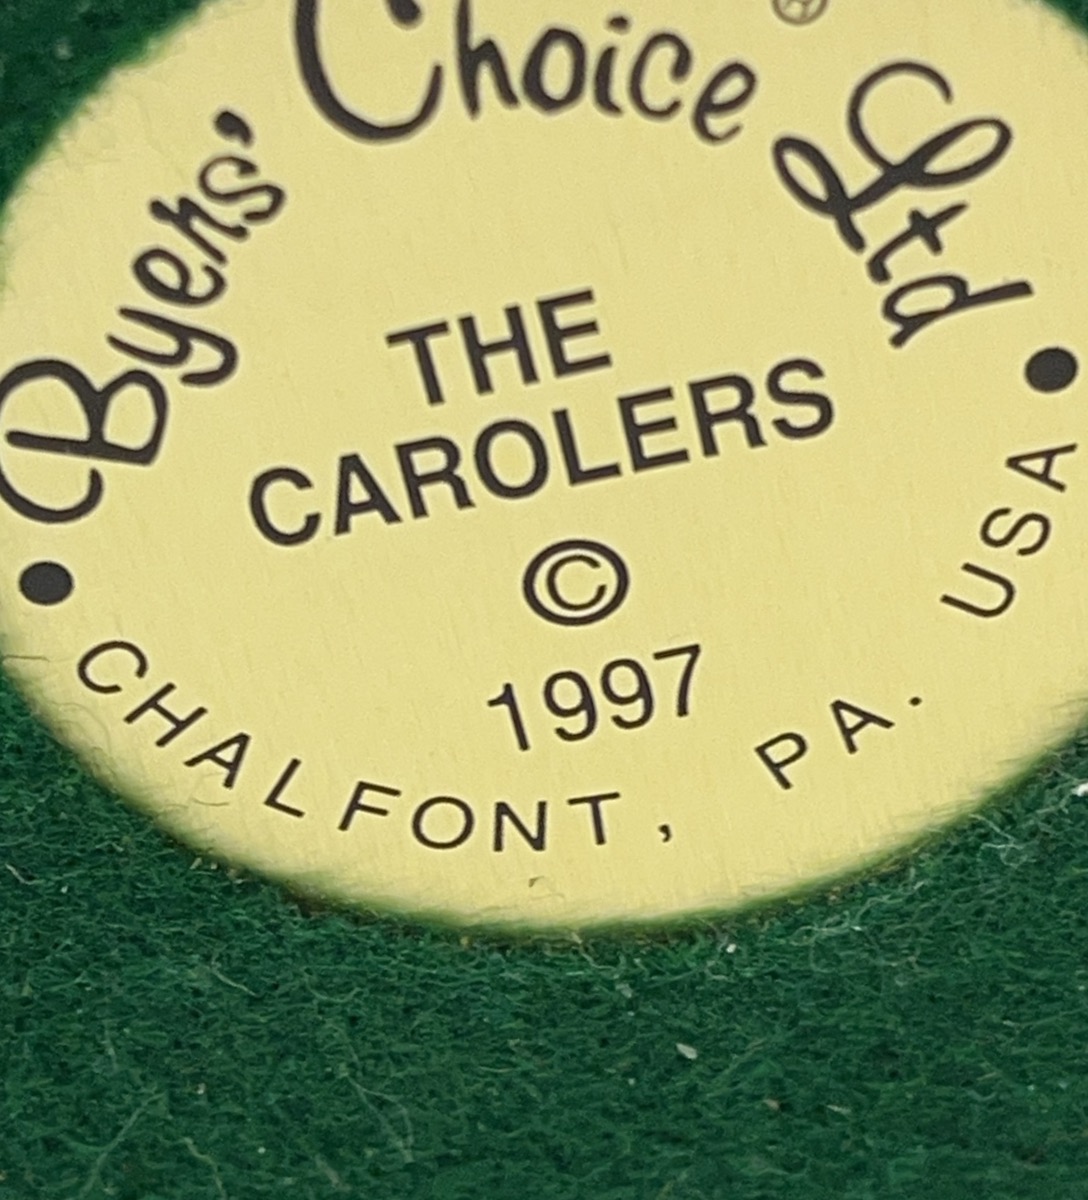 Byers' Choice Ltd ®
THE
CAROLERS
©
1997
CHALFONT, PA. USA